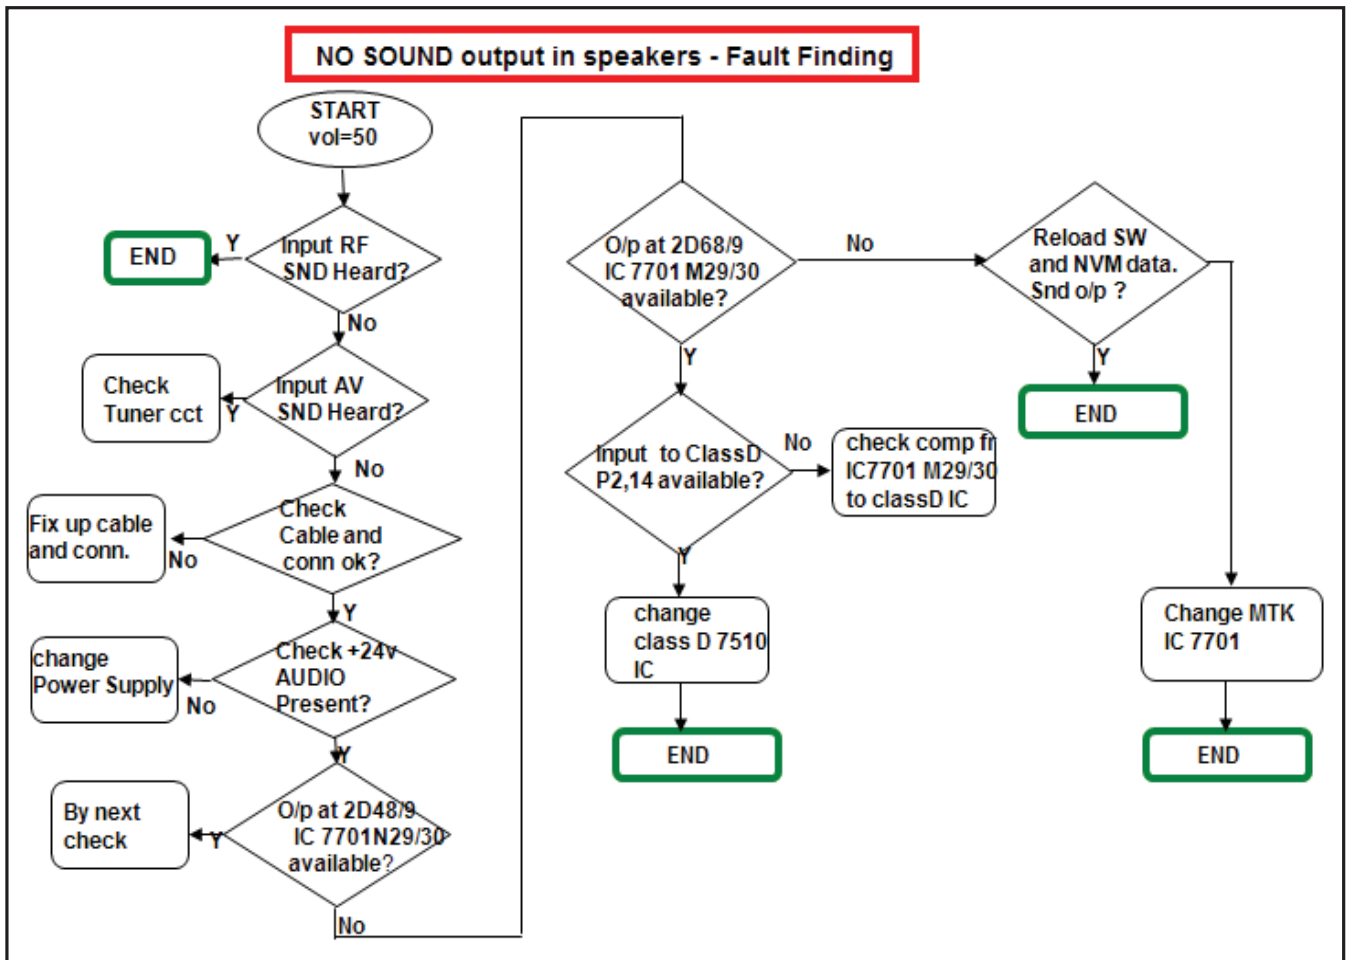 NO SOUND output in speakers - Fault Finding
START
vol=50
Input RF
SND Heard?
Y
END
No
Input AV
SND Heard?
Y
Check
Tuner cct
No
Check
Cable and
conn ok?
No
Fix up cable
and conn.
Y
Check +24v
AUDIO
Present?
No
change
Power Supply
Y
O/p at 2D48/9
IC 7701N29/30
available?
Y
By next
check
No
O/p at 2D68/9
IC 7701 M29/30
available?
No
Y
Input to ClassD
P2,14 available?
No
check comp fr
IC7701 M29/30
to classD IC
Y
change
class D 7510
IC
END
Reload SW
and NVM data.
Snd o/p ?
Y
END
Change MTK
IC 7701
END